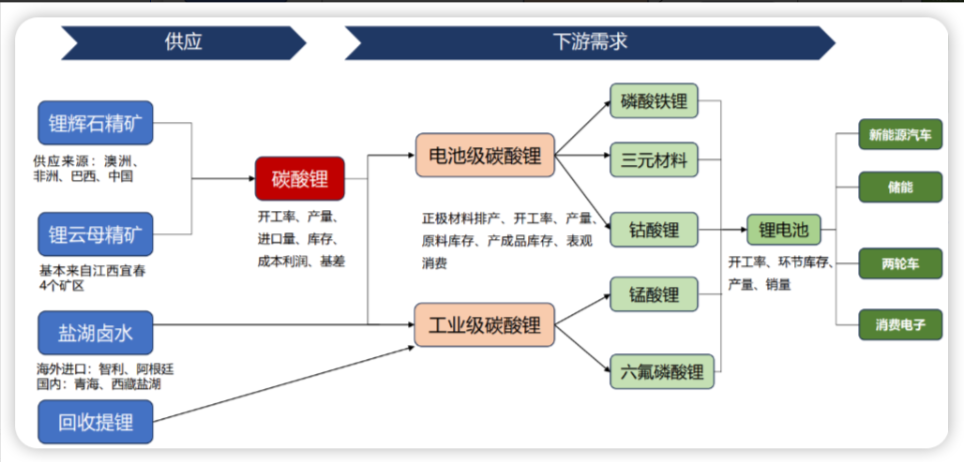 供应
下游需求
锂辉石精矿
供应来源：澳洲、
非洲、巴西、中国
锂云母精矿
基本来自江西宜春
4个矿区
盐湖卤水
海外进口：智利、阿根廷
国内：青海、西藏盐湖
回收提锂
碳酸锂
开工率、产量、
进口量、库存、
成本利润、基差
电池级碳酸锂
正极材料排产、开工率、产量、
原料库存、产成品库存、表观
消费
工业级碳酸锂
磷酸铁锂
三元材料
钴酸锂
锰酸锂
六氟磷酸锂
锂电池
开工率、环节库存、
产量、销量
新能源汽车
储能
两轮车
消费电子